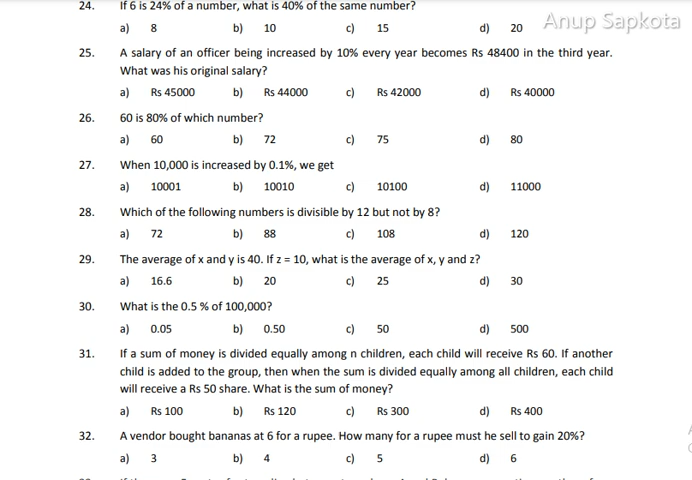 24. If 6 is 24% of a number, what is 40% of the same number?
a) 8 b) 10 c) 15 d) 20
Anup Sapkota
25. A salary of an officer being increased by 10% every year becomes Rs 48400 in the third year.
What was his original salary?
a) Rs 45000 b) Rs 44000 c) Rs 42000 d) Rs 40000
26. 60 is 80% of which number?
a) 60 b) 72 c) 75 d) 80
27. When 10,000 is increased by 0.1%, we get
a) 10001 b) 10010 c) 10100 d) 11000
28. Which of the following numbers is divisible by 12 but not by 8?
a) 72 b) 88 c) 108 d) 120
29. The average of x and y is 40. If z = 10, what is the average of x, y and z?
a) 16.6 b) 20 c) 25 d) 30
30. What is the 0.5 % of 100,000?
a) 0.05 b) 0.50 c) 50 d) 500
31. If a sum of money is divided equally among n children, each child will receive Rs 60. If another
child is added to the group, then when the sum is divided equally among all children, each child
will receive a Rs 50 share. What is the sum of money?
a) Rs 100 b) Rs 120 c) Rs 300 d) Rs 400
32. A vendor bought bananas at 6 for a rupee. How many for a rupee must he sell to gain 20%?
a) 3 b) 4 c) 5 d) 6